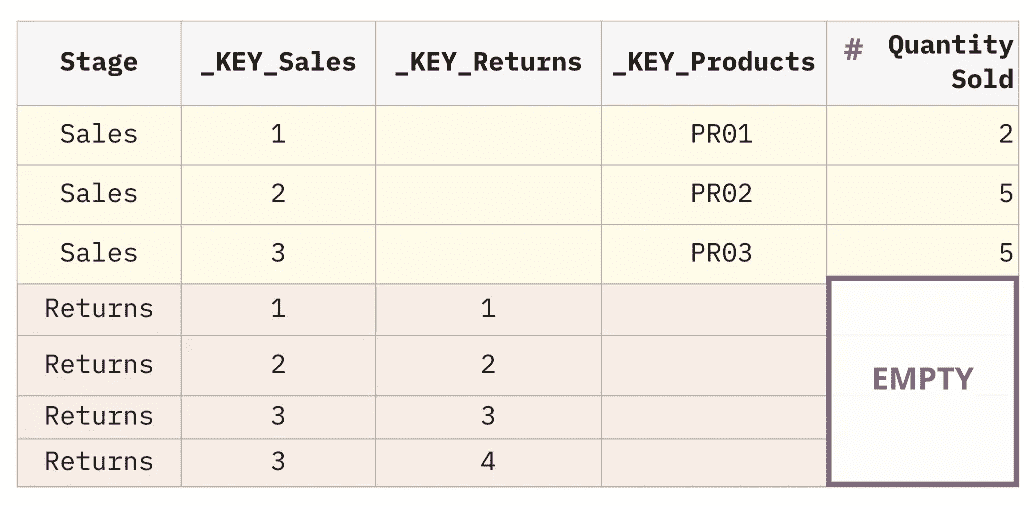 Stage _KEY_Sales _KEY_Returns _KEY_Products # Quantity
Sold
Sales 1 PR01 2
Sales 2 PR02 5
Sales 3 PR03 5
Returns 1 1
Returns 2 2
EMPTY
Returns 3 3
Returns 3 4